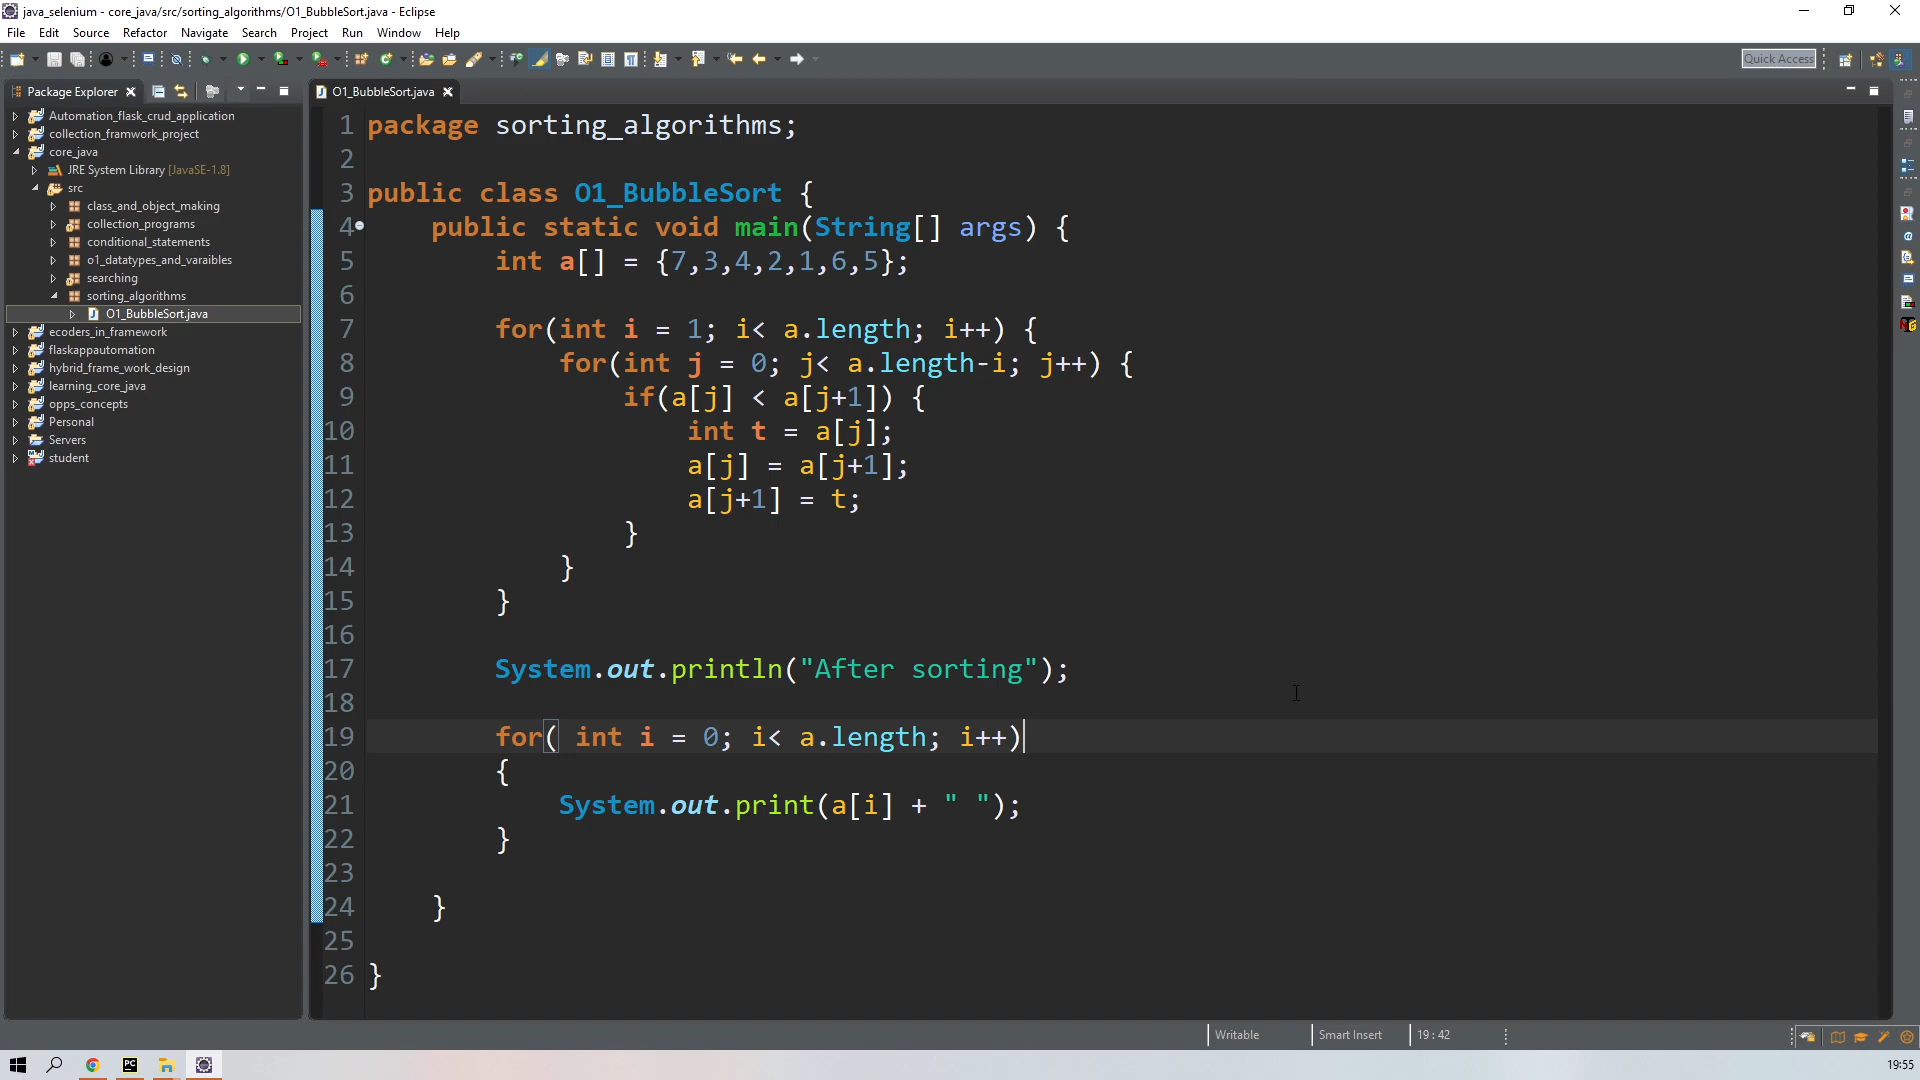 java_selenium - core_java/src/sorting_algorithms/O1_BubbleSort.java - Eclipse
File Edit Source Refactor Navigate Search Project Run Window Help
Quick Access
Package Explorer
Automation_flask_crud_application
collection_framwork_project
core_java
JRE System Library [JavaSE-1.8]
src
class_and_object_making
collection_programs
conditional_statements
o1_datatypes_and_varaibles
searching
sorting_algorithms
O1_BubbleSort.java
ecoders_in_framework
flaskappautomation
hybrid_frame_work_design
learning_core_java
opps_concepts
Personal
Servers
student
O1_BubbleSort.java
1 package sorting_algorithms;
2
3 public class O1_BubbleSort {
4 public static void main(String[] args) {
5 int a[] = {7,3,4,2,1,6,5};
6
7 for(int i = 1; i< a.length; i++) {
8 for(int j = 0; j< a.length-i; j++) {
9 if(a[j] < a[j+1]) {
10 int t = a[j];
11 a[j] = a[j+1];
12 a[j+1] = t;
13 }
14 }
15 }
16
17 System.out.println("After sorting");
18
19 for( int i = 0; i< a.length; i++)
20 {
21 System.out.print(a[i] + " ");
22 }
23
24 }
25
26 }
Writable Smart Insert 19 : 42
19:55